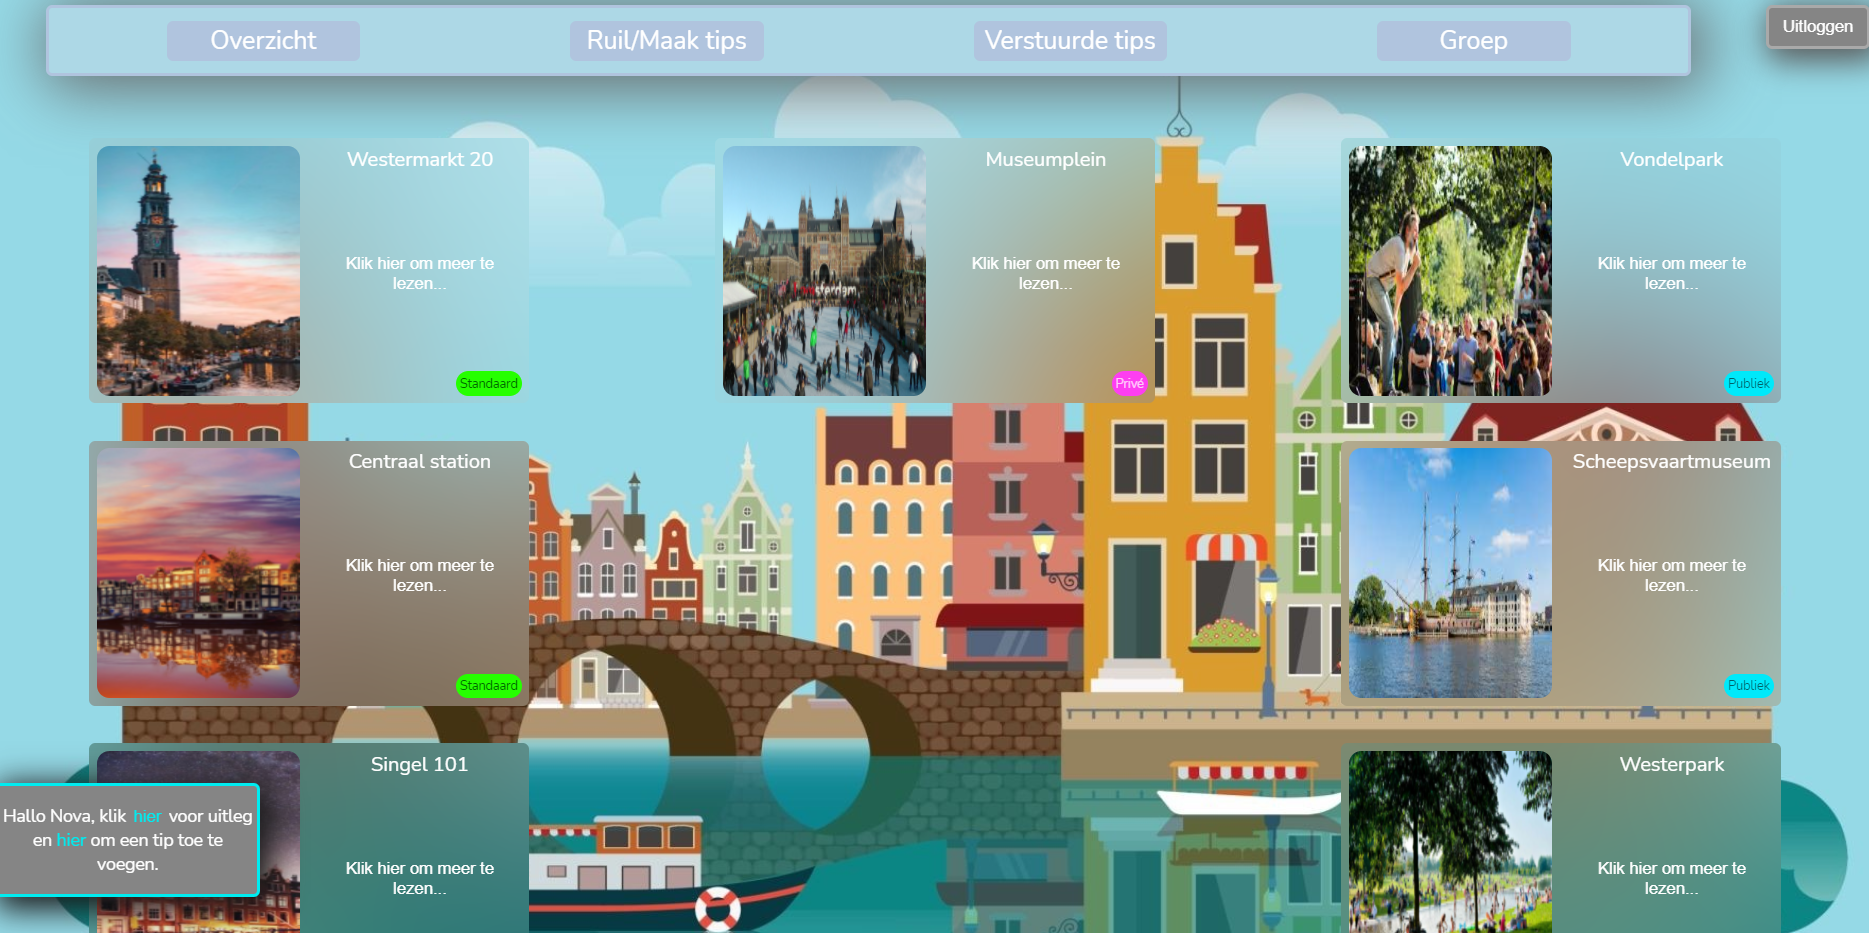 Overzicht
Ruil/Maak tips
Verstuurde tips
Groep
Uitloggen
Westermarkt 20
Klik hier om meer te
lezen...
Standaard
Museumplein
Klik hier om meer te
lezen...
Privé
Vondelpark
Klik hier om meer te
lezen...
Publiek
Centraal station
Klik hier om meer te
lezen...
Standaard
Scheepsvaartmuseum
Klik hier om meer te
lezen...
Publiek
Singel 101
Klik hier om meer te
lezen...
Westerpark
Klik hier om meer te
lezen...
Hallo Nova, klik hier voor uitleg
en hier om een tip toe te
voegen.